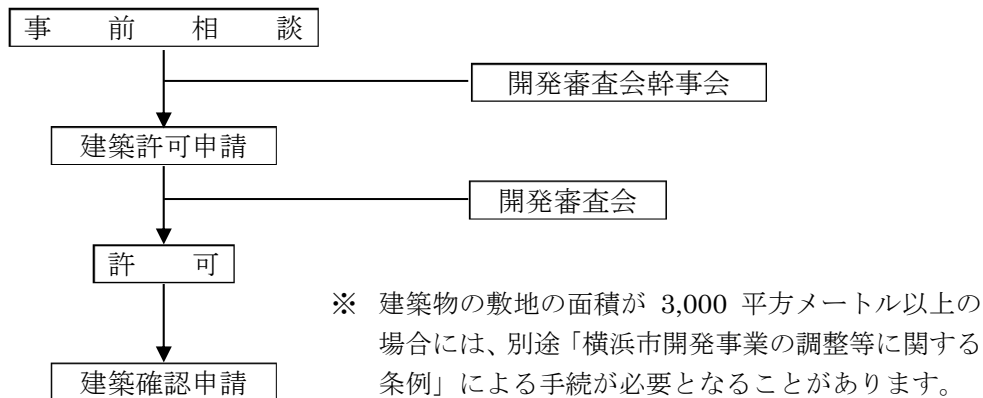 事前相談
開発審査会幹事会
建築許可申請
開発審査会
許可
※ 建築物の敷地の面積が 3,000 平方メートル以上の
場合には、別途「横浜市開発事業の調整等に関する
条例」による手続が必要となることがあります。
建築確認申請